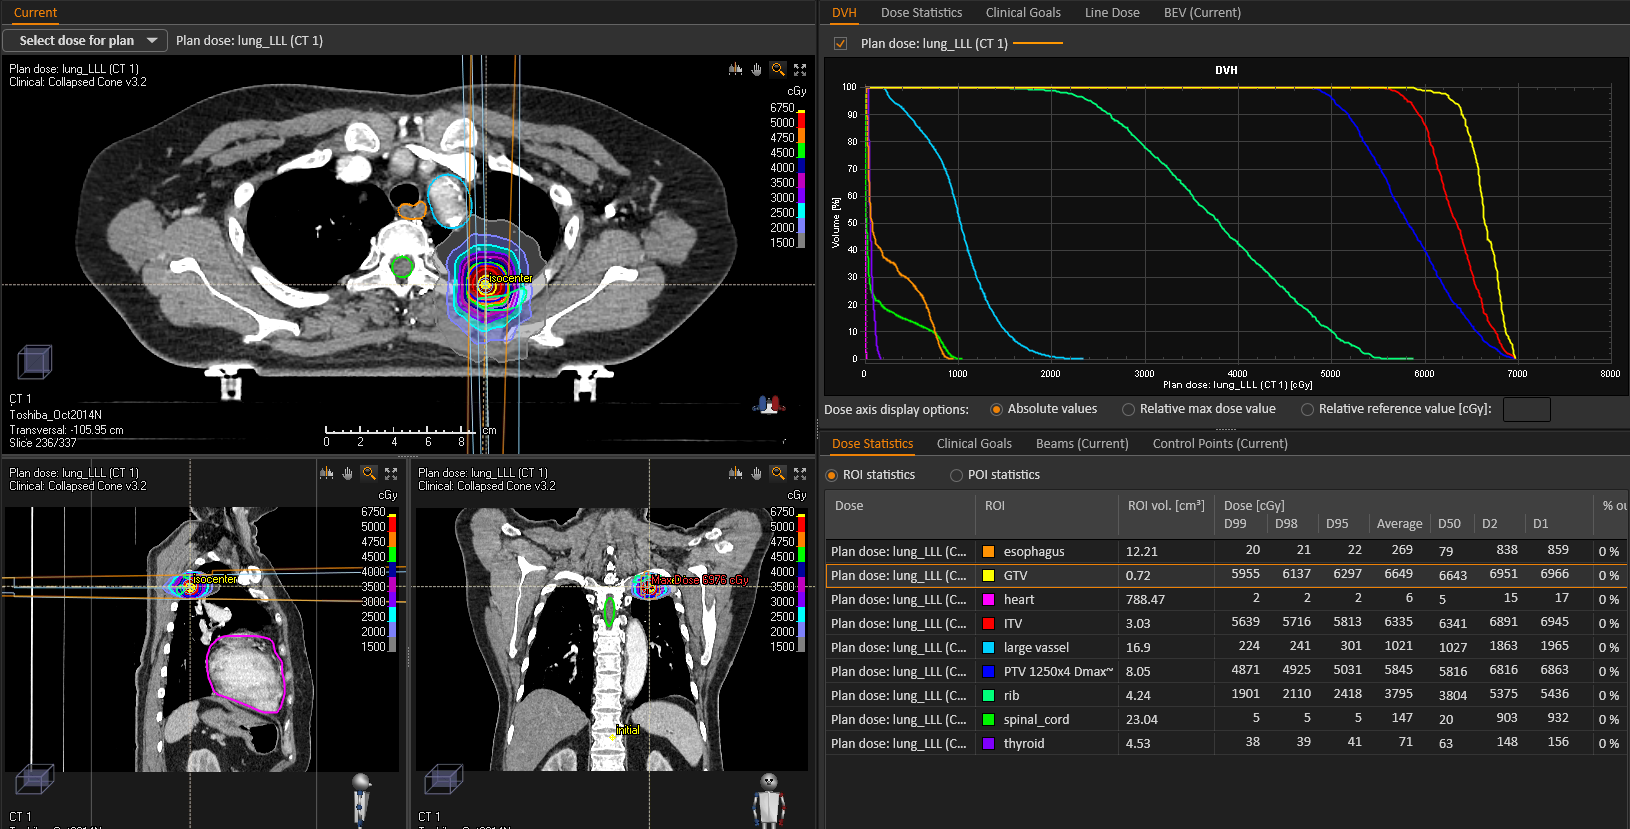 Current
Select dose for plan
Plan dose: lung_LLL (CT 1)
Plan dose: lung_LLL (CT 1)
Clinical: Collapsed Cone v3.2
cGy
6750
5000
4750
4500
4000
3500
3000
2500
2000
1500
isocenter
CT 1
Toshiba_Oct2014N
Transversal: -105.95 cm
Slice 236/337
0 2 4 6 8 cm
Plan dose: lung_LLL (CT 1)
Clinical: Collapsed Cone v3.2
cGy
6750
5000
4750
4500
4000
3500
3000
2500
2000
1500
isocenter
CT 1
Plan dose: lung_LLL (CT 1)
Clinical: Collapsed Cone v3.2
cGy
6750
5000
4750
4500
4000
3500
3000
2500
2000
1500
Max Dose 6976 cGy
Initial
CT 1
DVH Dose Statistics Clinical Goals Line Dose BEV (Current)
Plan dose: lung_LLL (CT 1)
DVH
Volume [%]
100
90
80
70
60
50
40
30
20
10
0
0 1000 2000 3000 4000 5000 6000 7000 8000
Plan dose: lung_LLL (CT 1) [cGy]
Dose axis display options: Absolute values Relative max dose value Relative reference value [cGy]:
Dose Statistics Clinical Goals Beams (Current) Control Points (Current)
ROI statistics POI statistics
Dose ROI ROI vol. [cm³] Dose [cGy] % ou
D99 D98 D95 Average D50 D2 D1
Plan dose: lung_LLL (C... esophagus 12.21 20 21 22 269 79 838 859 0 %
Plan dose: lung_LLL (C... GTV 0.72 5955 6137 6297 6649 6643 6951 6966 0 %
Plan dose: lung_LLL (C... heart 788.47 2 2 2 6 5 15 17 0 %
Plan dose: lung_LLL (C... ITV 3.03 5639 5716 5813 6335 6341 6891 6945 0 %
Plan dose: lung_LLL (C... large vassel 16.9 224 241 301 1021 1027 1863 1965 0 %
Plan dose: lung_LLL (C... PTV 1250x4 Dmax~ 8.05 4871 4925 5031 5845 5816 6816 6863 0 %
Plan dose: lung_LLL (C... rib 4.24 1901 2110 2418 3795 3804 5375 5436 0 %
Plan dose: lung_LLL (C... spinal_cord 23.04 5 5 5 147 20 903 932 0 %
Plan dose: lung_LLL (C... thyroid 4.53 38 39 41 71 63 148 156 0 %